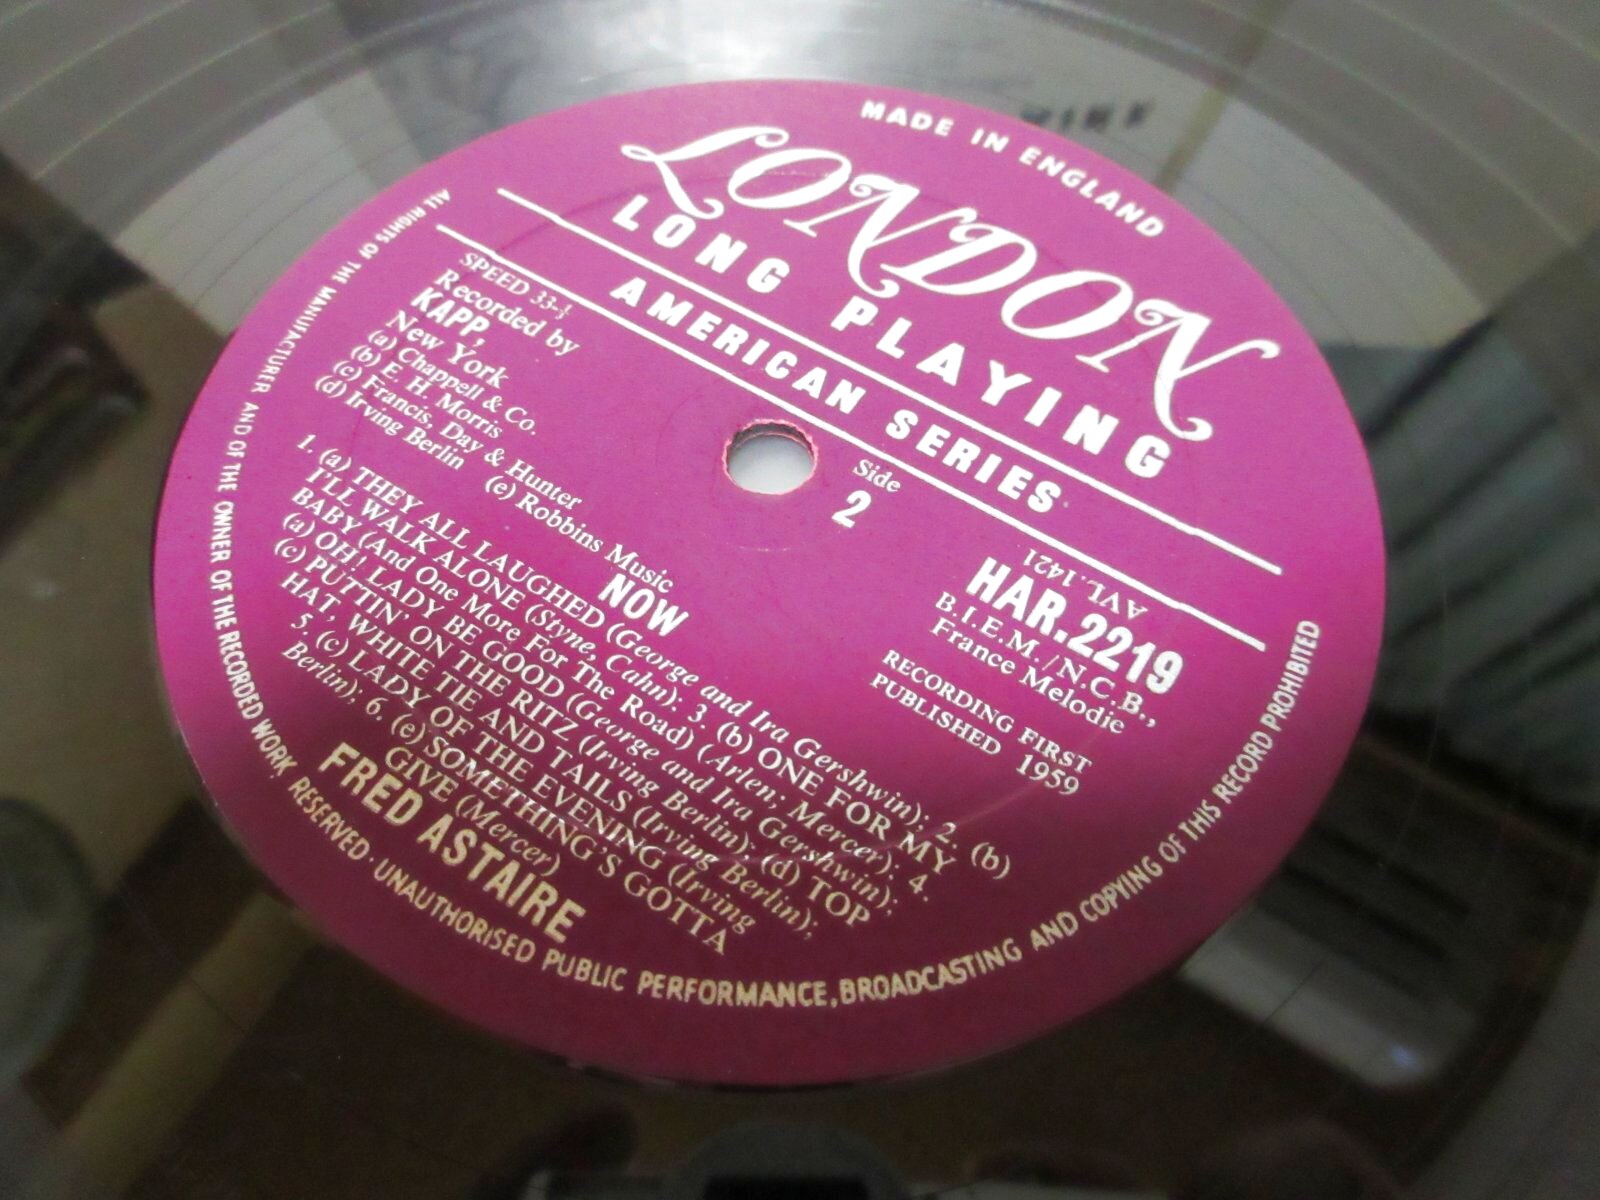 MADE IN ENGLAND
LONDON
LONG PLAYING
AMERICAN SERIES
SPEED 33-⅓
Recorded by
KAPP,
New York
(a) Chappell & Co.
(b) E. H. Morris
(c) Francis, Day & Hunter
(d) Irving Berlin (e) Robbins Music
Side
2
AVL.1421
HAR.2219
B.I.E.M./N.C.B.,
France Melodie
RECORDING FIRST
PUBLISHED 1959
NOW
1. (a) THEY ALL LAUGHED (George and Ira Gershwin); 2. (b)
I'LL WALK ALONE (Styne, Cahn); 3. (b) ONE FOR MY
BABY (And One More For The Road) (Arlen; Mercer); 4.
(a) OH! LADY BE GOOD (George and Ira Gershwin);
(c) PUTTIN' ON THE RITZ (Irving Berlin); (d) TOP
HAT, WHITE TIE AND TAILS (Irving Berlin);
5. (c) LADY OF THE EVENING (Irving
Berlin); 6. (e) SOMETHING'S GOTTA
GIVE (Mercer)
FRED ASTAIRE
ALL RIGHTS OF THE MANUFACTURER AND OF THE OWNER OF THE RECORDED WORK RESERVED · UNAUTHORISED PUBLIC PERFORMANCE, BROADCASTING AND COPYING OF THIS RECORD PROHIBITED